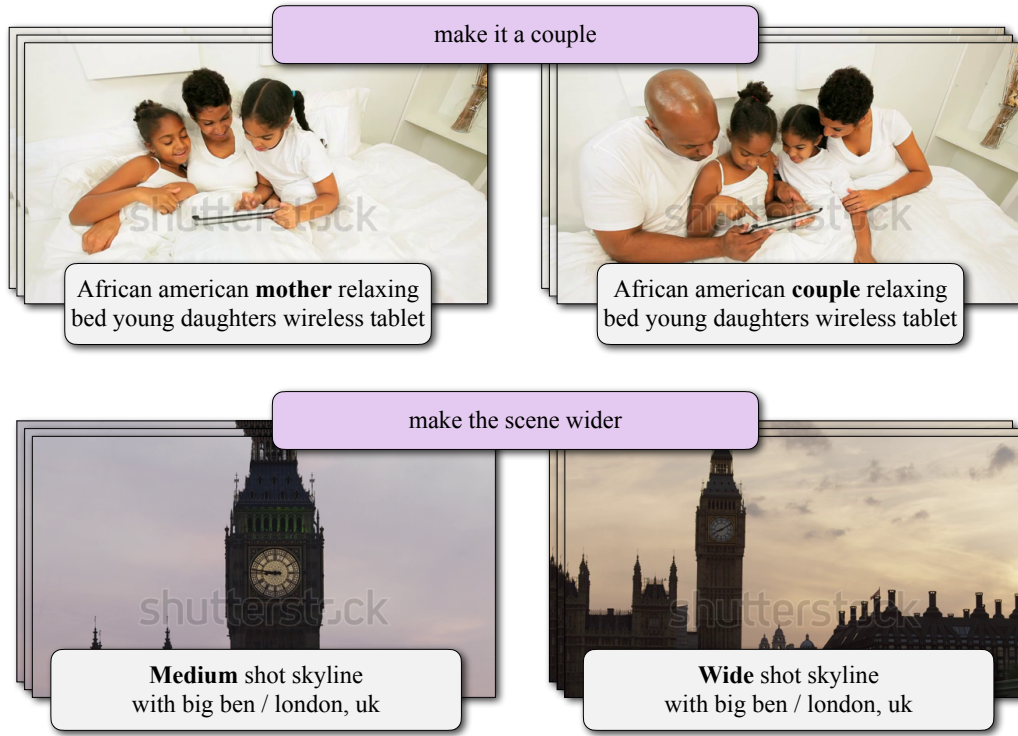 make it a couple
shutterstock
shutterstock
African american mother relaxing
bed young daughters wireless tablet
African american couple relaxing
bed young daughters wireless tablet
make the scene wider
shutterstock
shutterstock
Medium shot skyline
with big ben / london, uk
Wide shot skyline
with big ben / london, uk